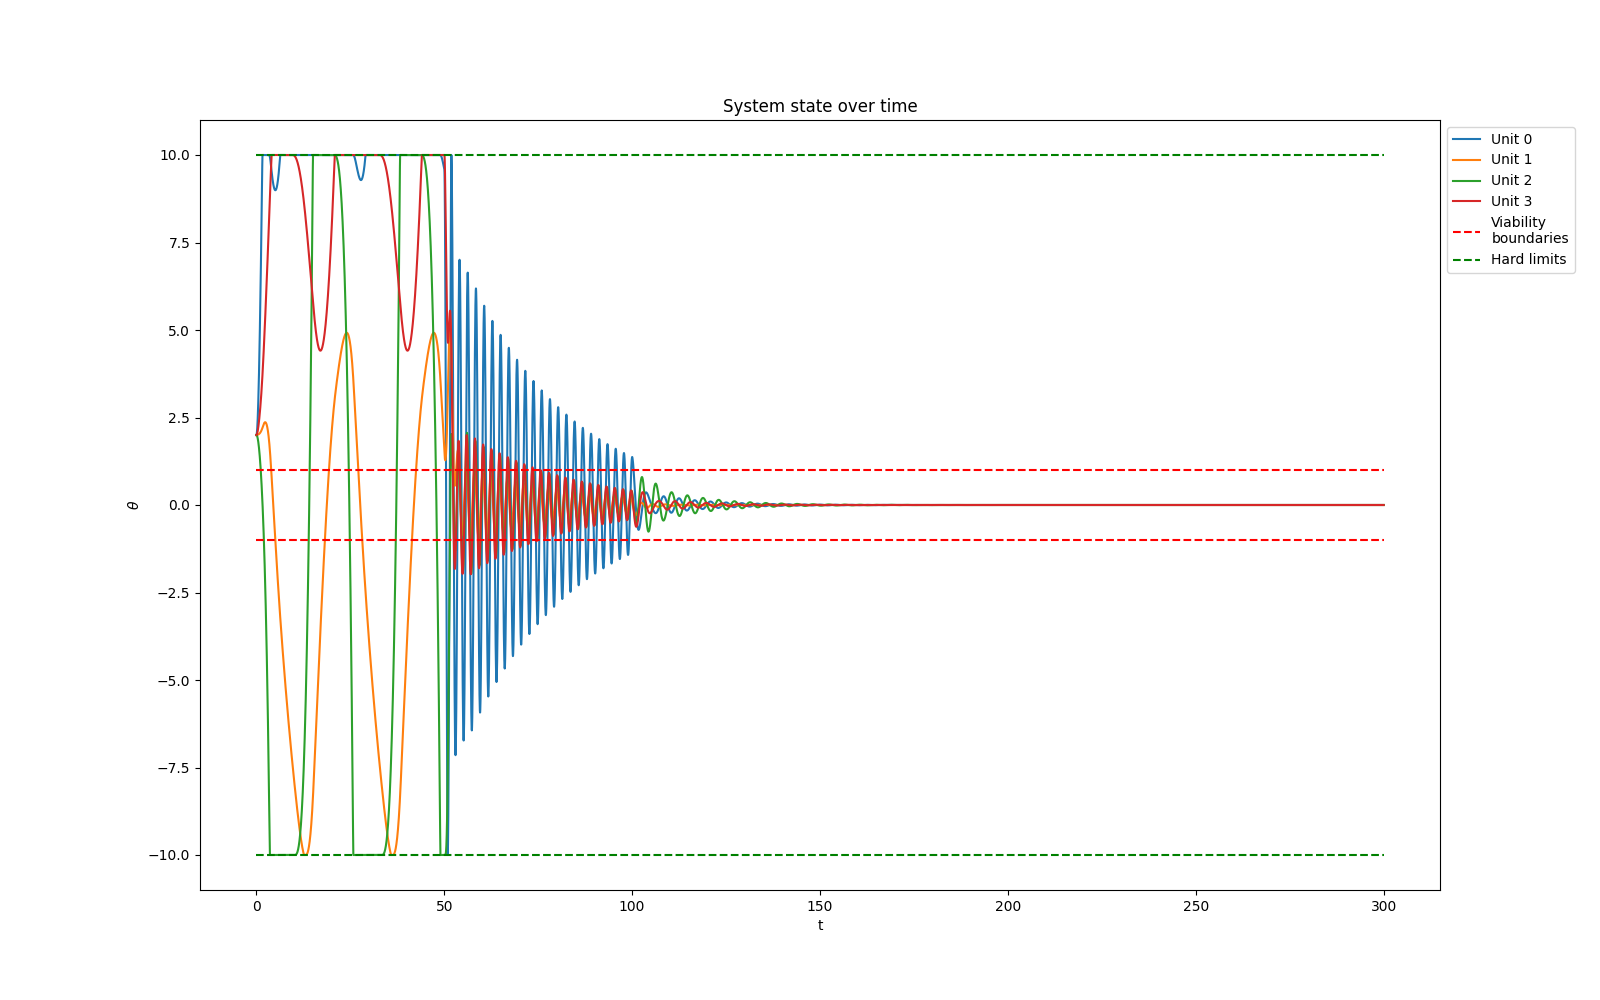 System state over time
10.0
7.5
5.0
2.5
0.0
−2.5
−5.0
−7.5
−10.0
θ
0
50
100
150
200
250
300
t
Unit 0
Unit 1
Unit 2
Unit 3
Viability
boundaries
Hard limits